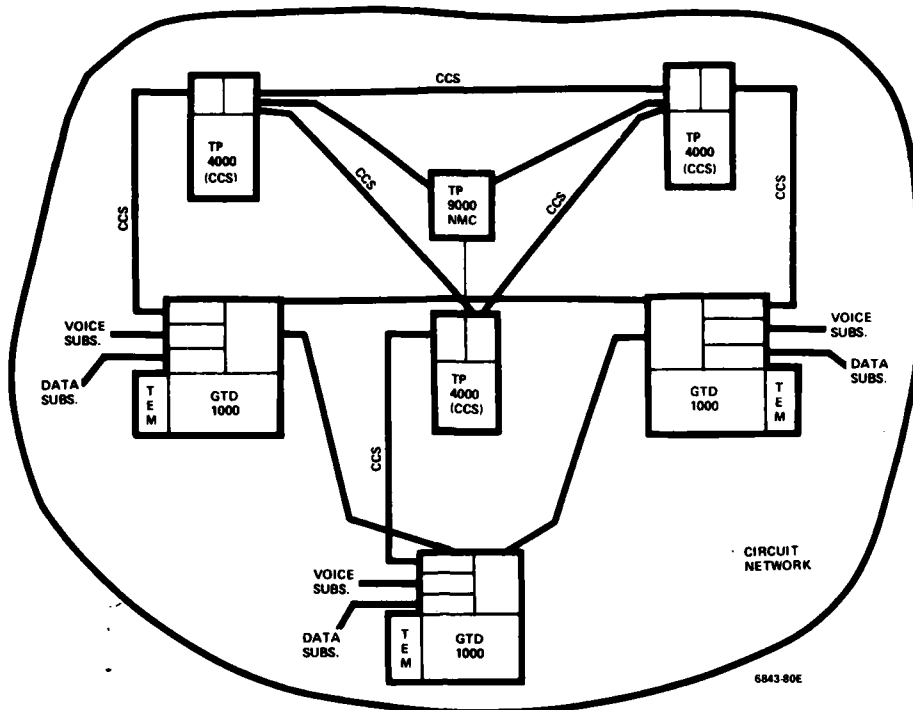 CCS
TP
4000
(CCS)
TP
4000
(CCS)
TP
9000
NMC
CCS
CCS
CCS
CCS
VOICE
SUBS.
DATA
SUBS.
T
E
M
GTD
1000
TP
4000
(CCS)
GTD
1000
T
E
M
VOICE
SUBS.
DATA
SUBS.
CCS
VOICE
SUBS.
DATA
SUBS.
T
E
M
GTD
1000
CIRCUIT
NETWORK
6843-80E